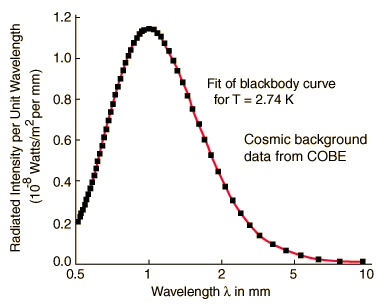 Radiated Intensity per Unit Wavelength
(10⁻⁸ Watts/m² per mm)
1.2
1.0
0.8
0.6
0.4
0.2
0.0
Fit of blackbody curve
for T = 2.74 K
Cosmic background
data from COBE
0.5 1 2 5 10
Wavelength λ in mm